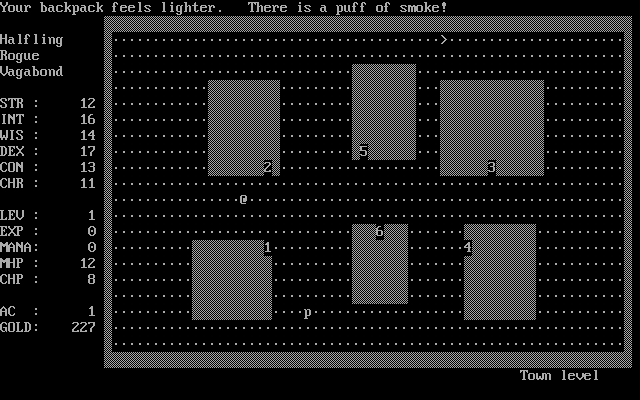 Your backpack feels lighter.   There is a puff of smoke!
Halfling
>
Rogue
Vagabond
STR :     12
INT :     16
WIS :     14
DEX :     17
5
CON :     13
2
3
CHR :     11
@
LEV :      1
EXP :      0
6
MANA:      0
1
4
MHP :     12
CHP :      8
AC  :      1
p
GOLD:    227
Town level